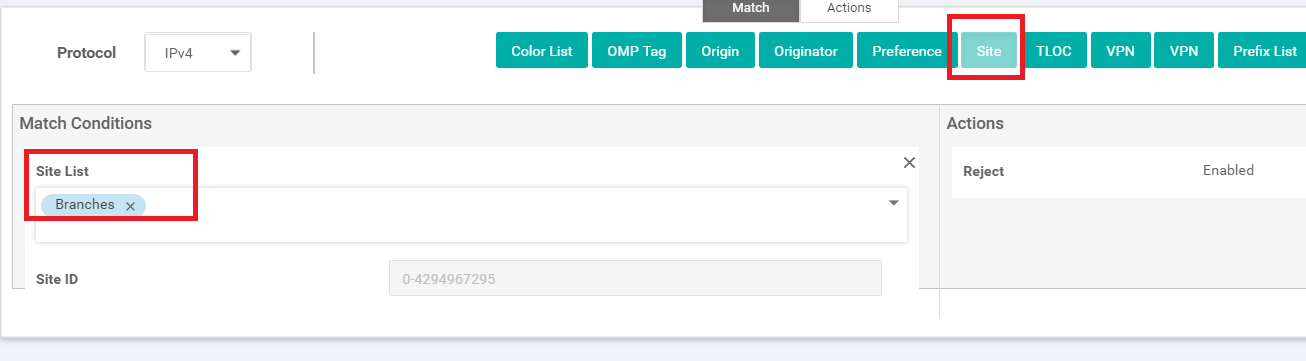 Match Actions
Protocol IPv4 Color List OMP Tag Origin Originator Preference Site TLOC VPN VPN Prefix List
Match Conditions
Actions
Site List
Branches ×
Reject Enabled
Site ID 0-4294967295